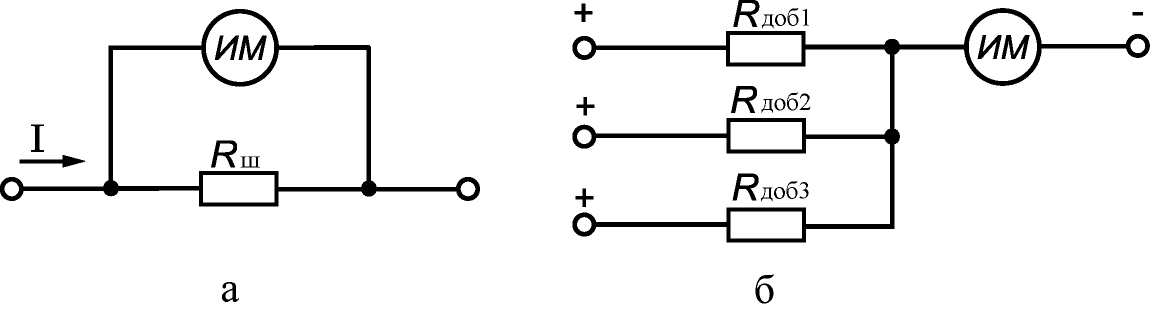 ИМ
I
Rш
а
+ Rдоб1 ИМ -
+ Rдоб2
+ Rдоб3
б